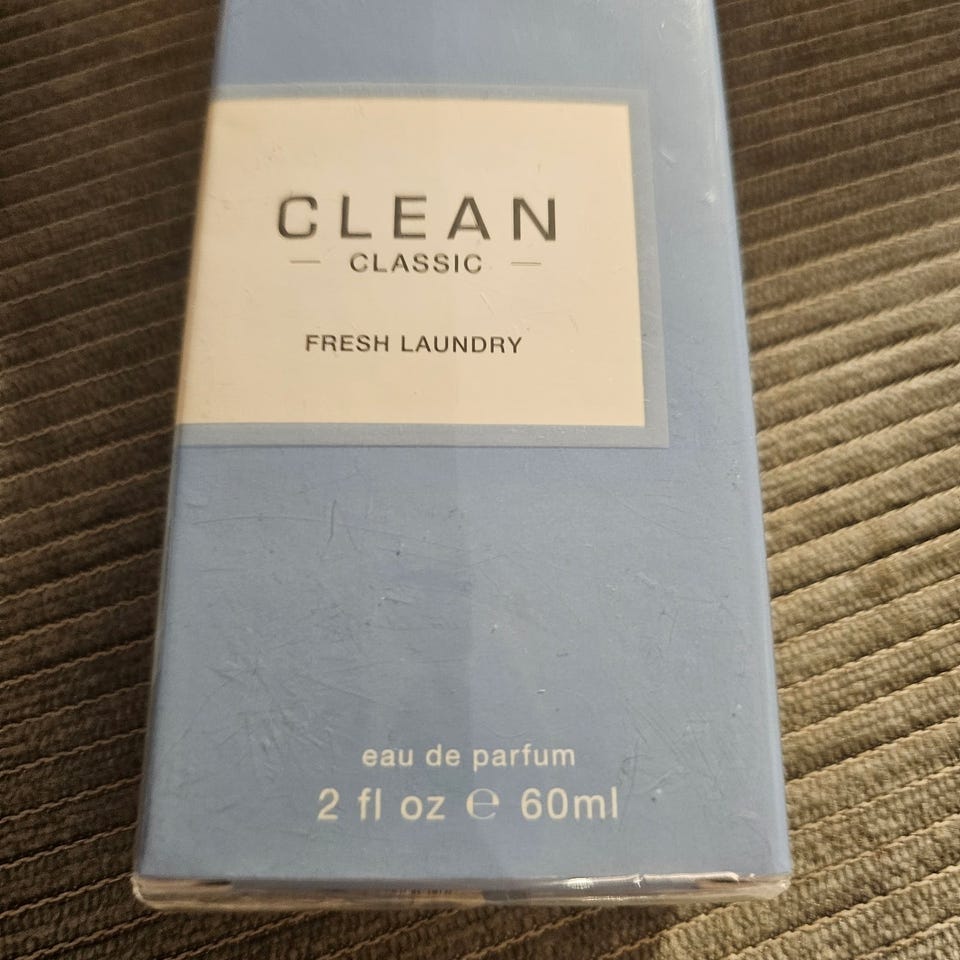 CLEAN
— CLASSIC —
FRESH LAUNDRY
eau de parfum
2 fl oz ℮ 60ml